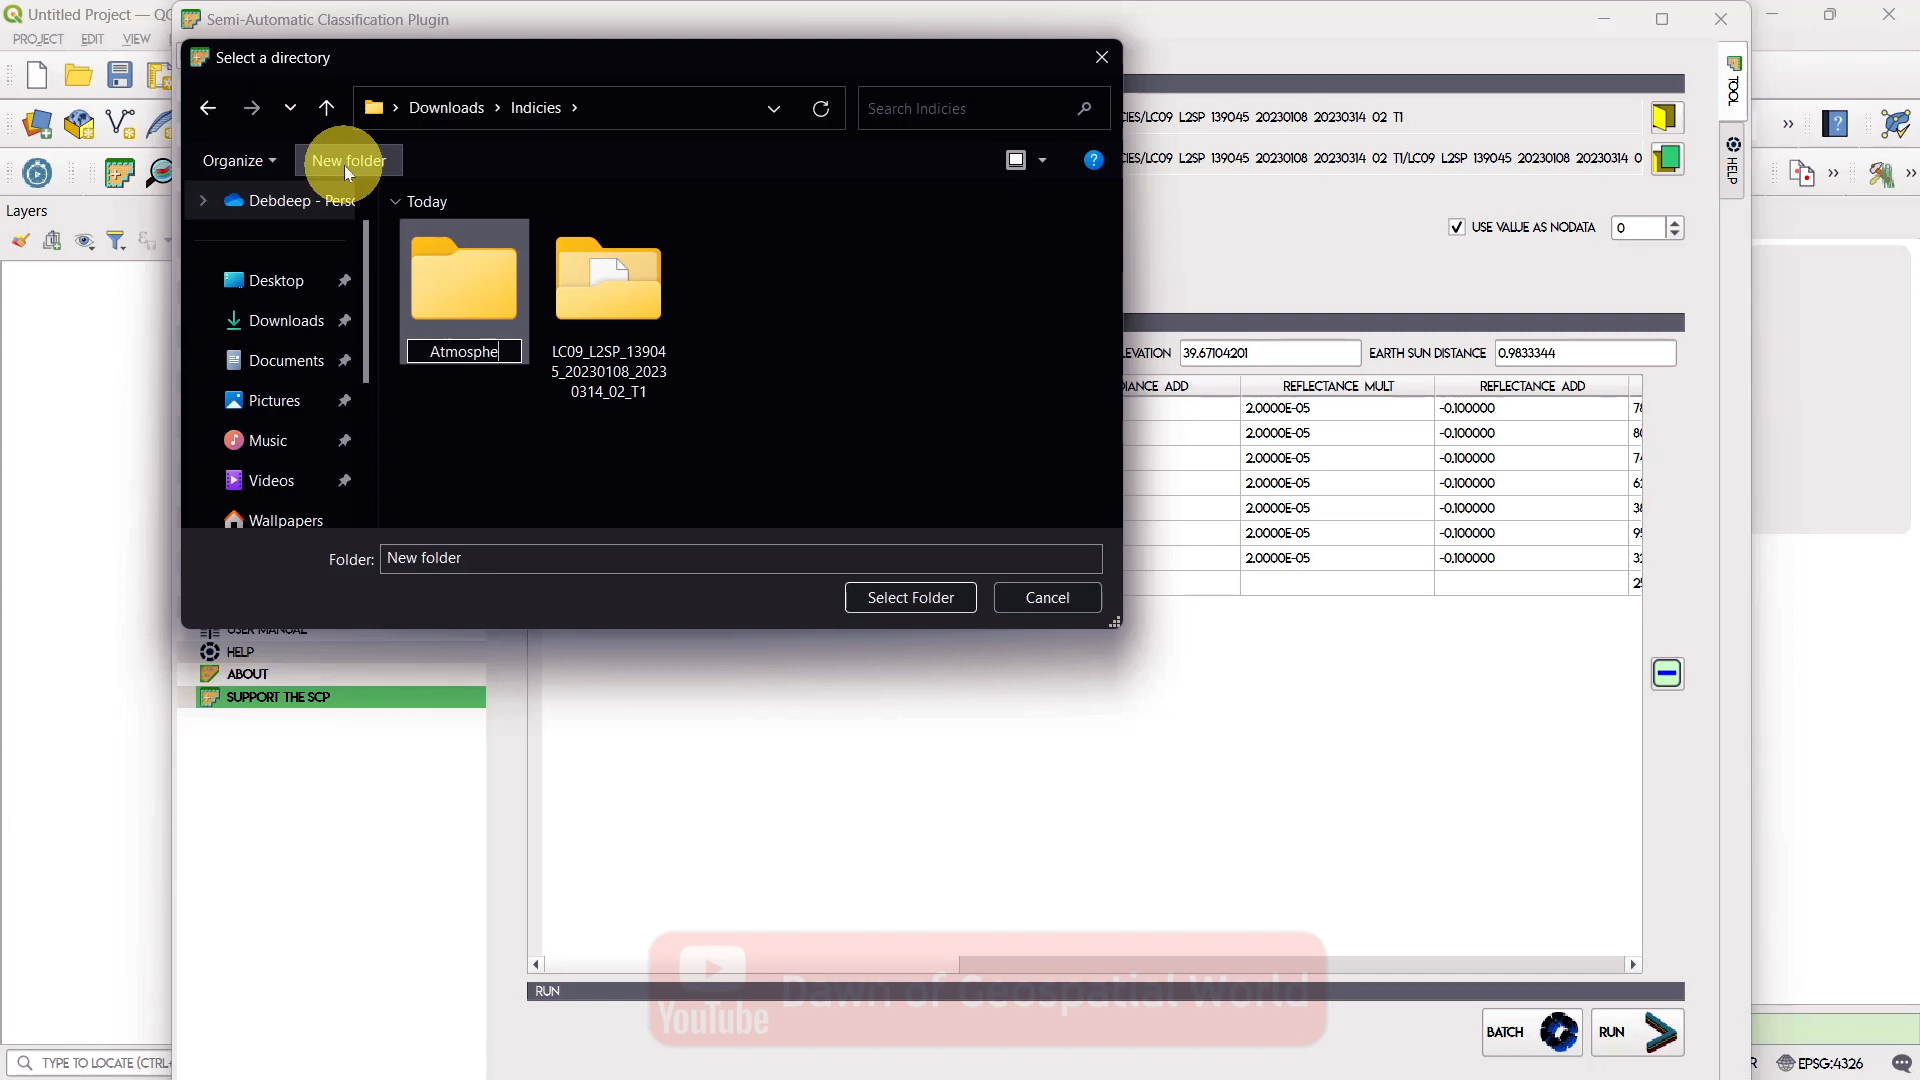 Untitled Project — QG
Semi-Automatic Classification Plugin
PROJECT EDIT VIEW
Select a directory
Downloads > Indicies >
Search Indicies
Organize
New folder
Debdeep - Perso
Today
Desktop
Downloads
Documents
Pictures
Music
Videos
Wallpapers
Atmosphe
LC09_L2SP_13904
5_20230108_2023
0314_02_T1
Folder: New folder
Select Folder
Cancel
CIES/LC09 L2SP 139045 20230108 20230314 02 T1
CIES/LC09 L2SP 139045 20230108 20230314 02 T1/LC09 L2SP 139045 20230108 20230314 0
USE VALUE AS NODATA 0
TOOL
HELP
Layers
LEVATION 39.67104201 EARTH SUN DISTANCE 0.9833344
DIANCE ADD REFLECTANCE MULT REFLECTANCE ADD
2.0000E-05 -0.100000
2.0000E-05 -0.100000
2.0000E-05 -0.100000
2.0000E-05 -0.100000
2.0000E-05 -0.100000
2.0000E-05 -0.100000
2.0000E-05 -0.100000
USER MANUAL
HELP
ABOUT
SUPPORT THE SCP
RUN
YouTube
Dawn of Geospatial World
BATCH
RUN
TYPE TO LOCATE (CTRL+
R EPSG:4326